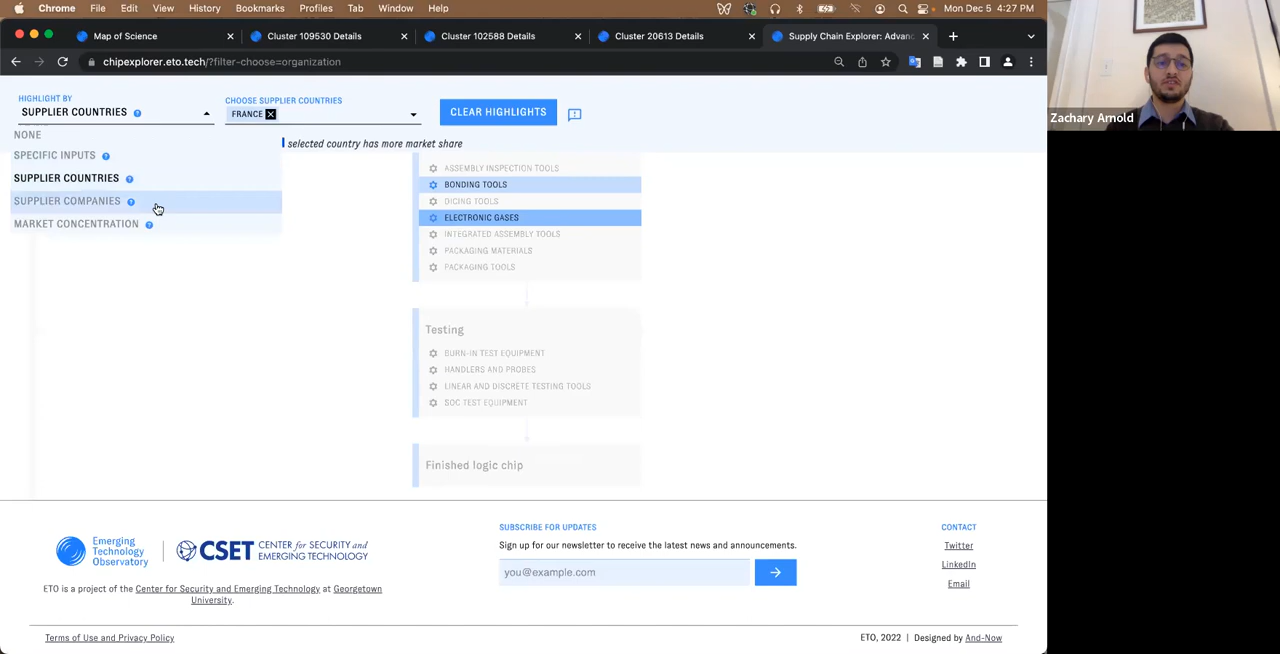 Chrome File Edit View History Bookmarks Profiles Tab Window Help Mon Dec 5 4:27 PM
Map of Science Cluster 109530 Details Cluster 102588 Details Cluster 20613 Details Supply Chain Explorer: Advanc
chipexplorer.eto.tech/?filter-choose=organization
HIGHLIGHT BY
SUPPLIER COUNTRIES
CHOOSE SUPPLIER COUNTRIES
FRANCE
CLEAR HIGHLIGHTS
NONE
SPECIFIC INPUTS
SUPPLIER COUNTRIES
SUPPLIER COMPANIES
MARKET CONCENTRATION
selected country has more market share
ASSEMBLY INSPECTION TOOLS
BONDING TOOLS
DICING TOOLS
ELECTRONIC GASES
INTEGRATED ASSEMBLY TOOLS
PACKAGING MATERIALS
PACKAGING TOOLS
Testing
BURN-IN TEST EQUIPMENT
HANDLERS AND PROBES
LINEAR AND DISCRETE TESTING TOOLS
SOC TEST EQUIPMENT
Finished logic chip
Zachary Arnold
Emerging
Technology
Observatory
CSET CENTER for SECURITY and
EMERGING TECHNOLOGY
ETO is a project of the Center for Security and Emerging Technology at Georgetown
University.
SUBSCRIBE FOR UPDATES
Sign up for our newsletter to receive the latest news and announcements.
you@example.com
CONTACT
Twitter
LinkedIn
Email
Terms of Use and Privacy Policy
ETO, 2022 | Designed by And-Now